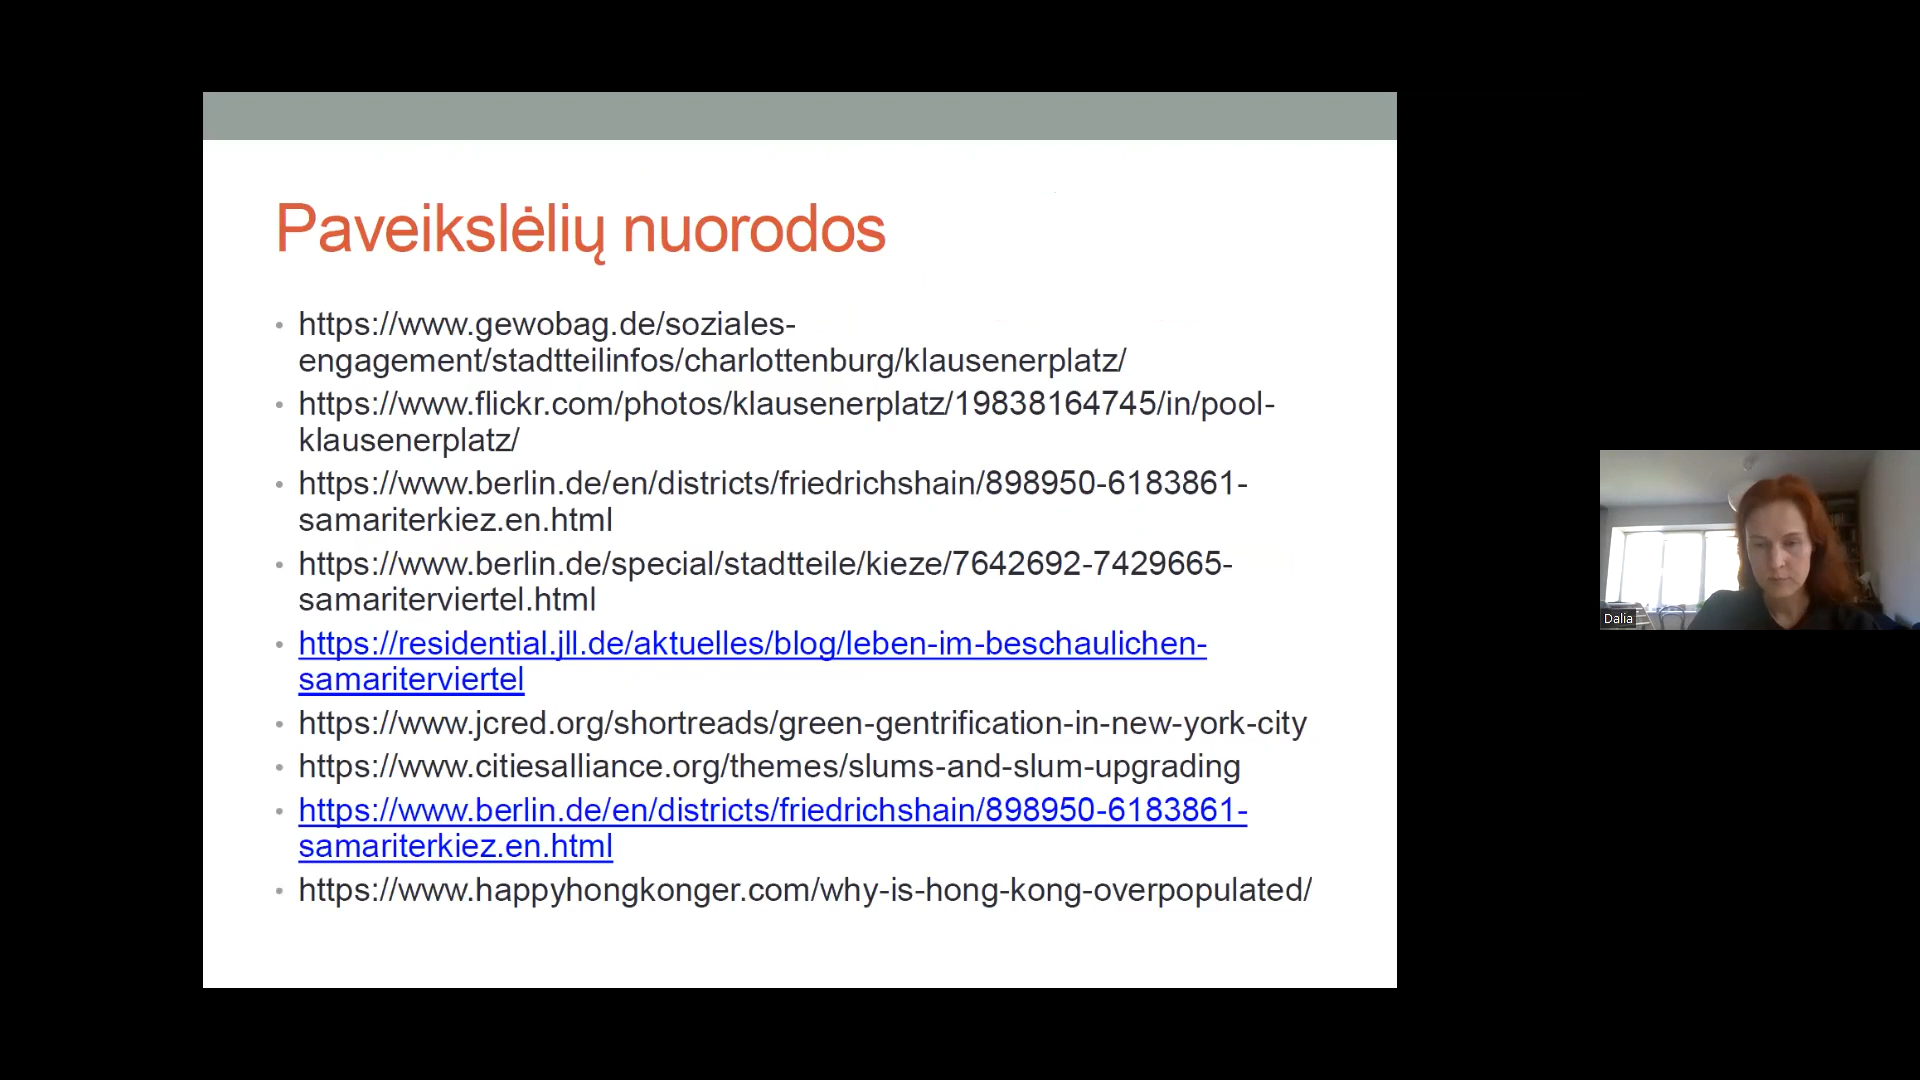 Paveikslėlių nuorodos
• https://www.gewobag.de/soziales-
engagement/stadtteilinfos/charlottenburg/klausenerplatz/
• https://www.flickr.com/photos/klausenerplatz/19838164745/in/pool-
klausenerplatz/
• https://www.berlin.de/en/districts/friedrichshain/898950-6183861-
samariterkiez.en.html
• https://www.berlin.de/special/stadtteile/kieze/7642692-7429665-
samariterviertel.html
• https://residential.jll.de/aktuelles/blog/leben-im-beschaulichen-
samariterviertel
• https://www.jcred.org/shortreads/green-gentrification-in-new-york-city
• https://www.citiesalliance.org/themes/slums-and-slum-upgrading
• https://www.berlin.de/en/districts/friedrichshain/898950-6183861-
samariterkiez.en.html
• https://www.happyhongkonger.com/why-is-hong-kong-overpopulated/
Dalia